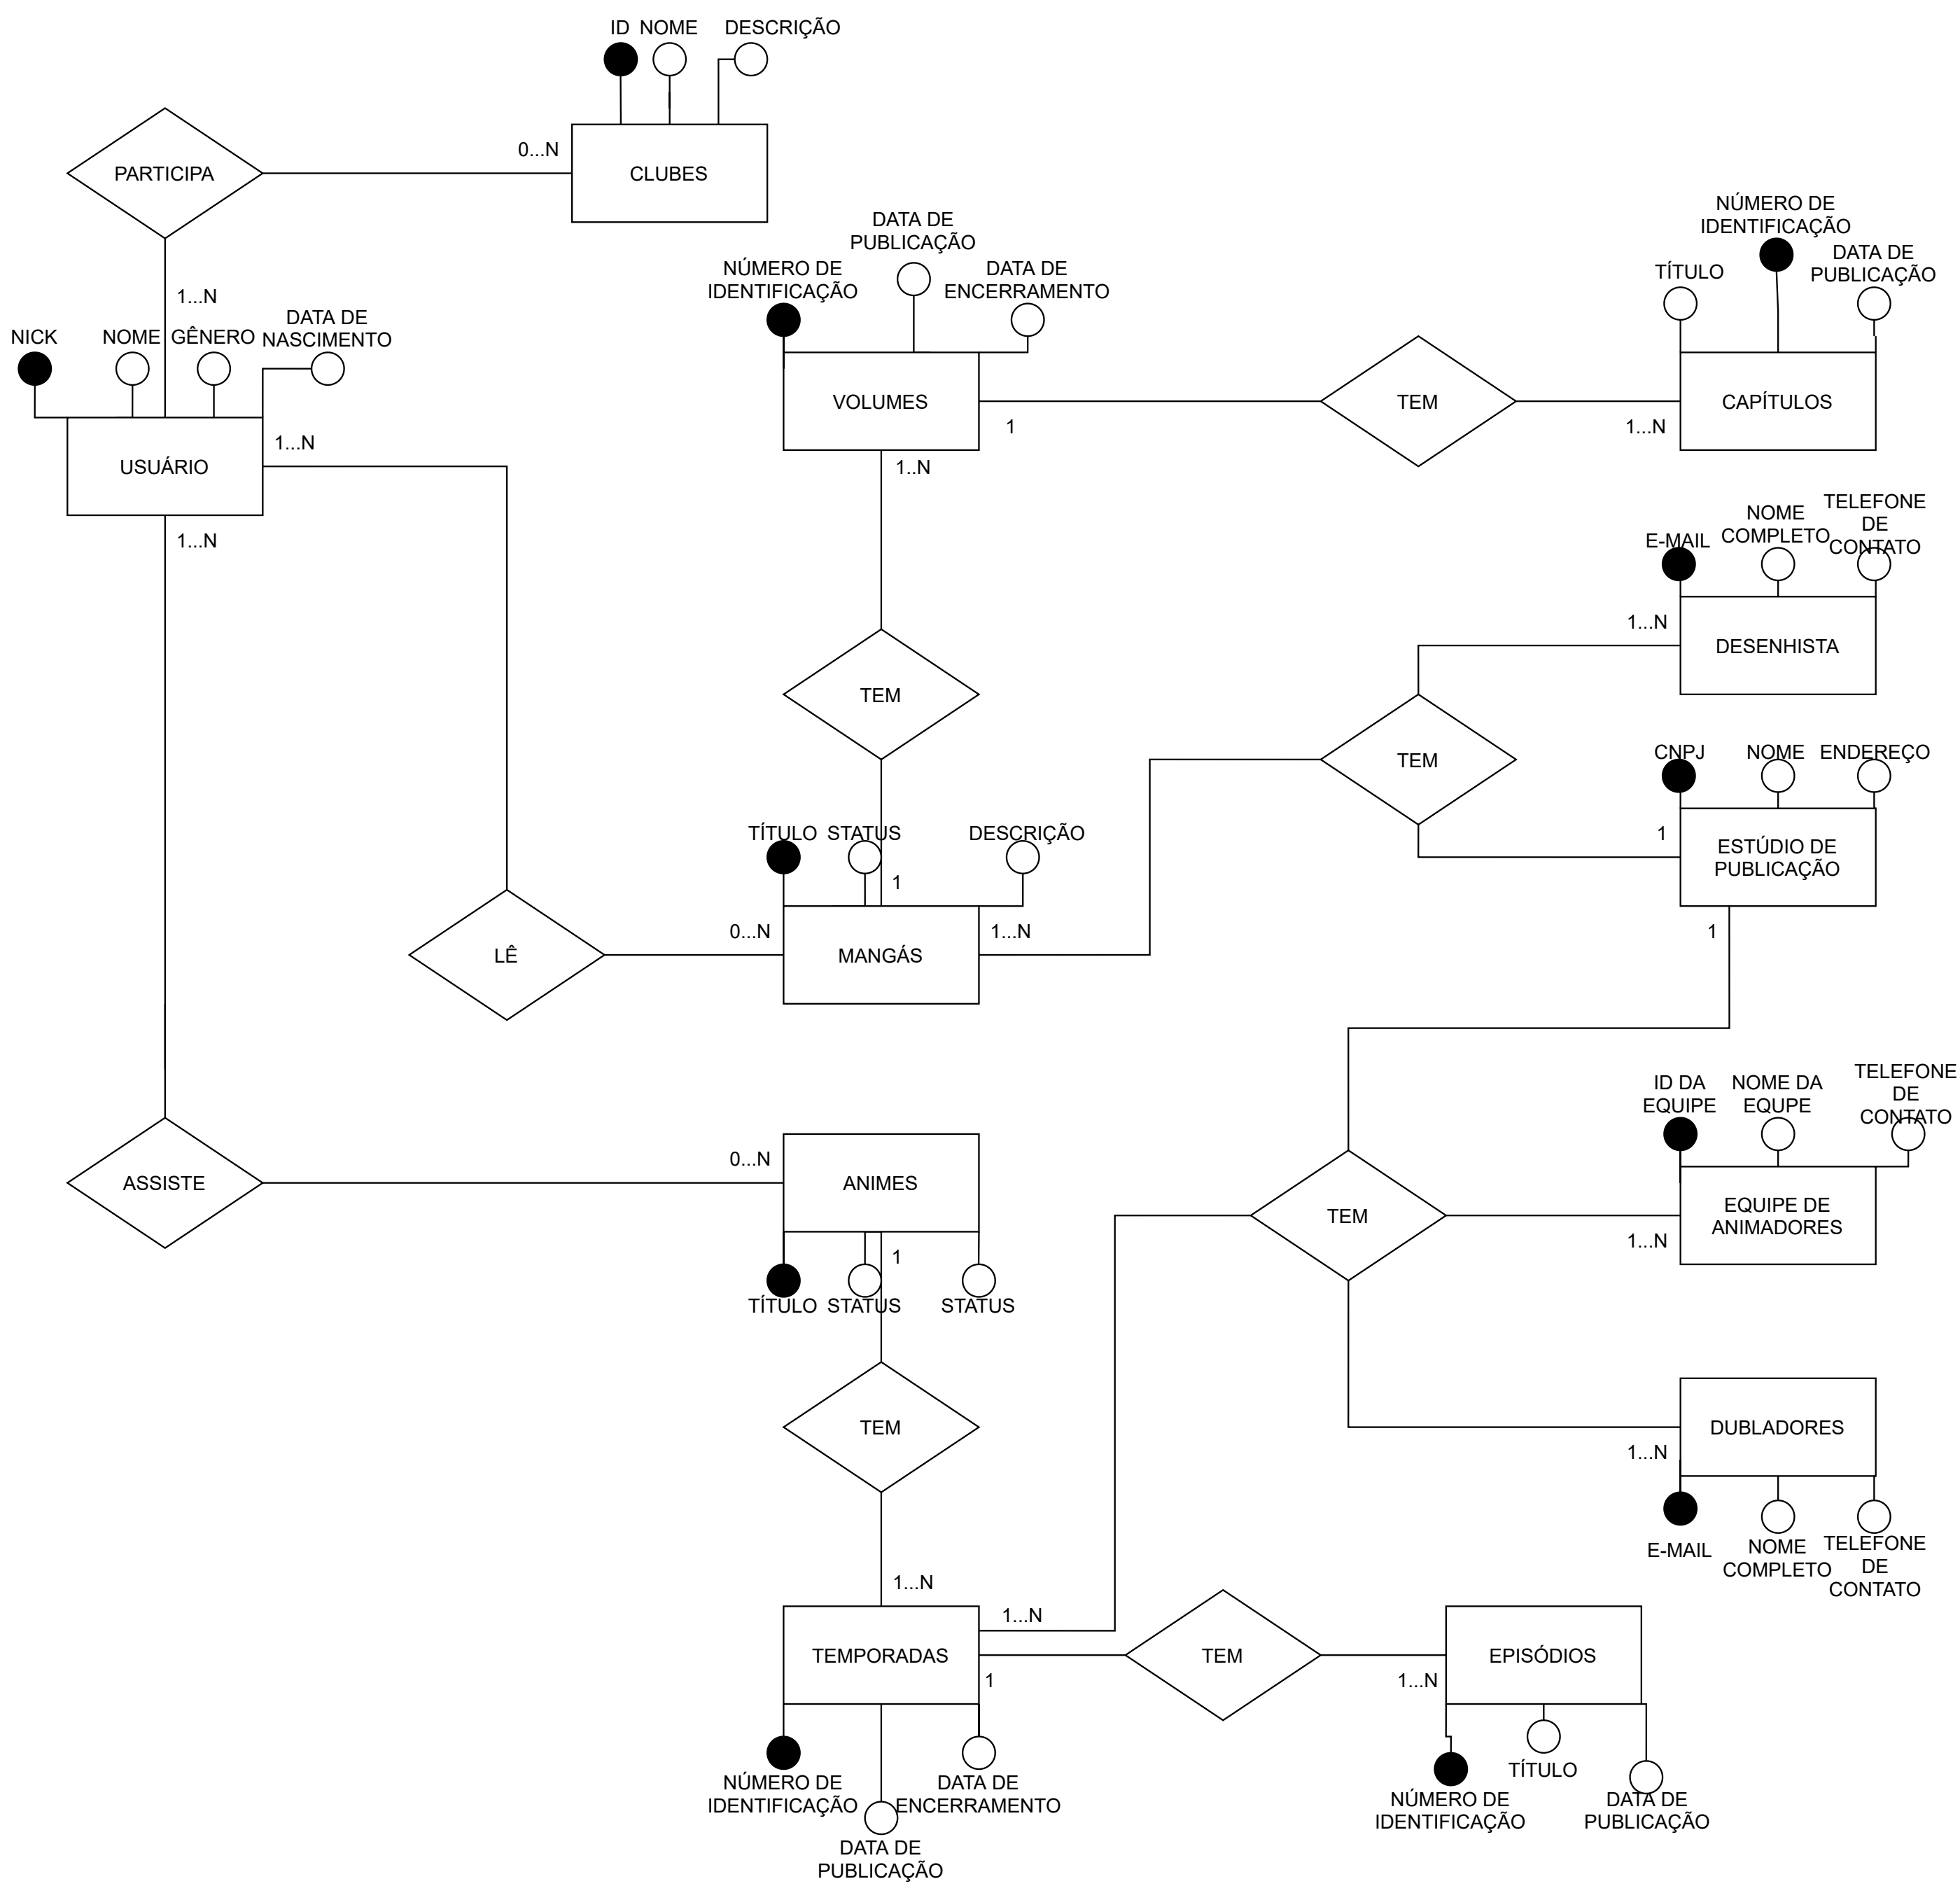 ID
NOME
DESCRIÇÃO
PARTICIPA
0...N
CLUBES
1...N
NICK
NOME
GÊNERO
DATA DE
NASCIMENTO
USUÁRIO
1...N
1...N
NÚMERO DE
IDENTIFICAÇÃO
DATA DE
PUBLICAÇÃO
DATA DE
ENCERRAMENTO
VOLUMES
1
1..N
TEM
1...N
TÍTULO
NÚMERO DE
IDENTIFICAÇÃO
DATA DE
PUBLICAÇÃO
CAPÍTULOS
TEM
E-MAIL
NOME
COMPLETO
TELEFONE
DE
CONTATO
1...N
DESENHISTA
TEM
CNPJ
NOME
ENDEREÇO
1
ESTÚDIO DE
PUBLICAÇÃO
1
TÍTULO
STATUS
DESCRIÇÃO
1
LÊ
0...N
MANGÁS
1...N
ASSISTE
0...N
ANIMES
1
TÍTULO
STATUS
STATUS
TEM
ID DA
EQUIPE
NOME DA
EQUPE
TELEFONE
DE
CONTATO
TEM
1...N
EQUIPE DE
ANIMADORES
DUBLADORES
1...N
E-MAIL
NOME
COMPLETO
TELEFONE
DE
CONTATO
1...N
1...N
TEMPORADAS
1
TEM
1...N
EPISÓDIOS
NÚMERO DE
IDENTIFICAÇÃO
DATA DE
PUBLICAÇÃO
DATA DE
ENCERRAMENTO
NÚMERO DE
IDENTIFICAÇÃO
TÍTULO
DATA DE
PUBLICAÇÃO